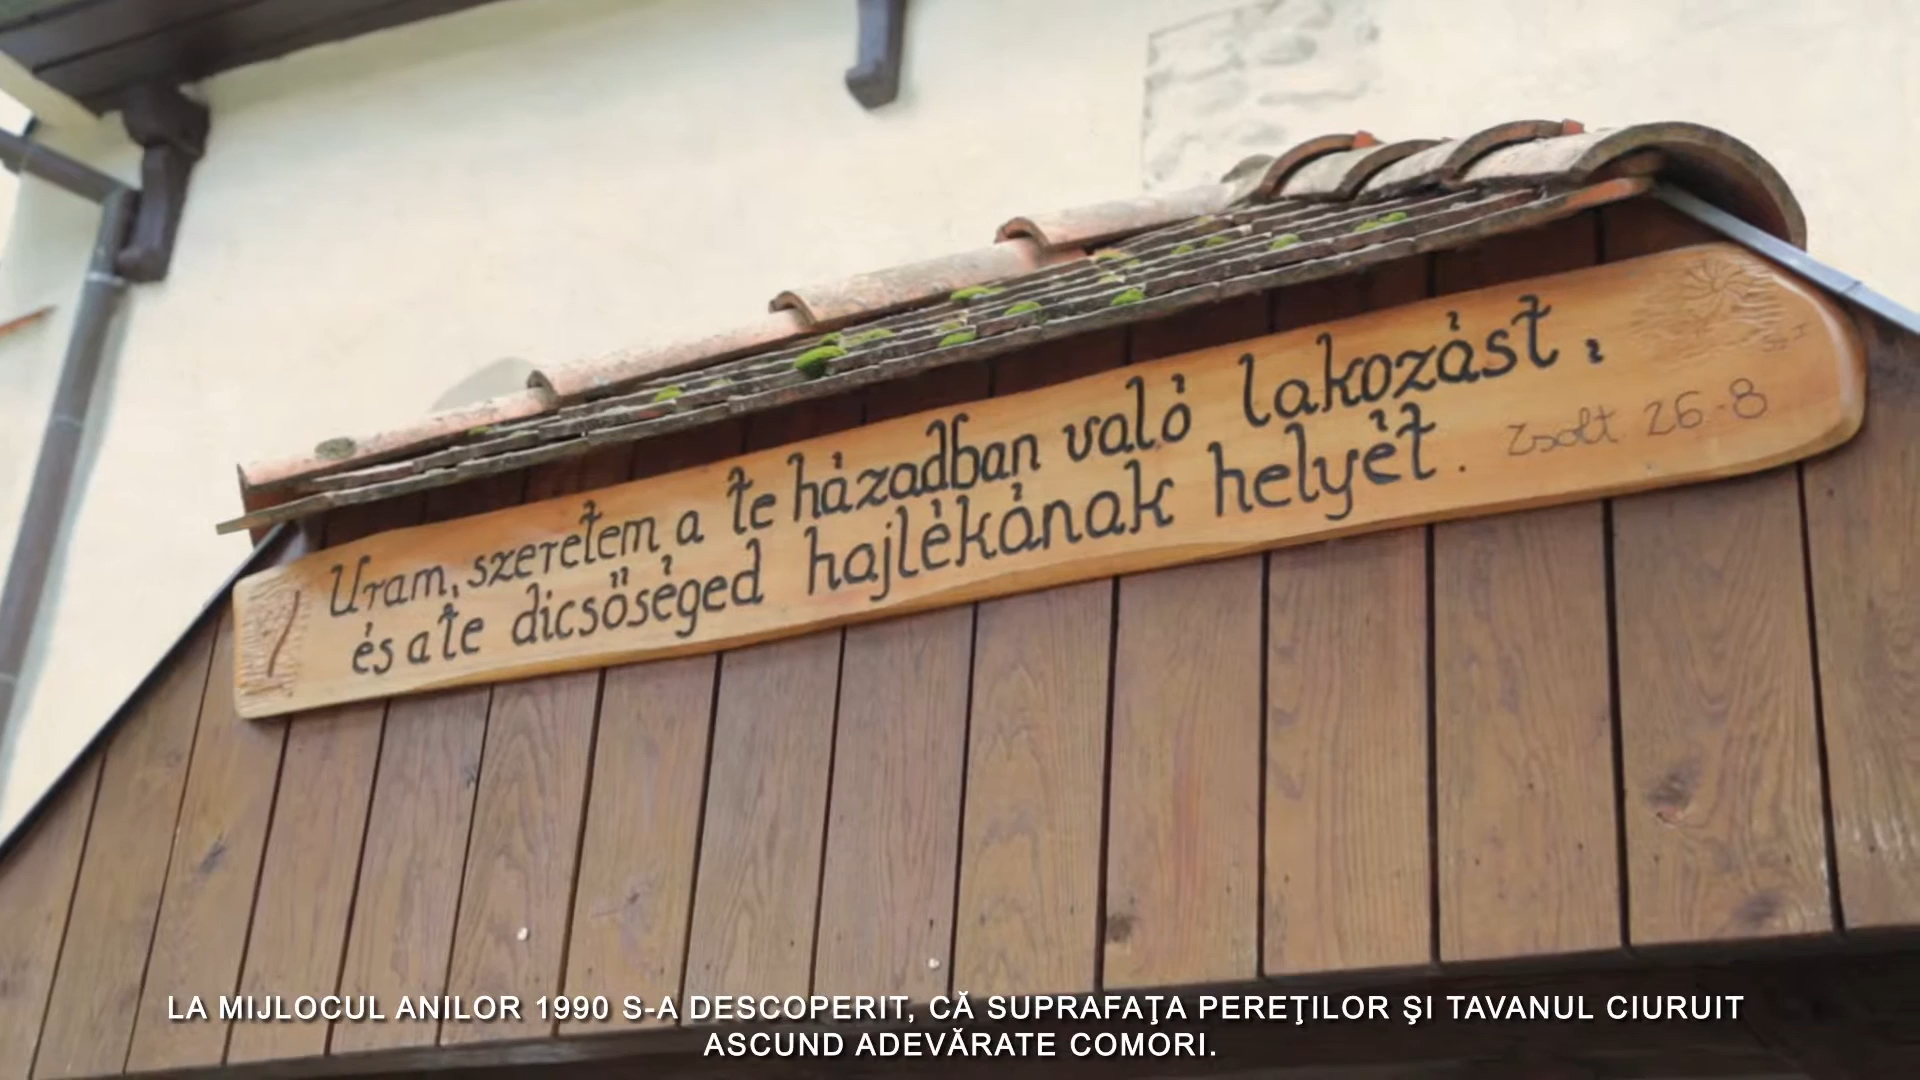 Uram, szeretem a te házadban való lakozást,
és a te dicsőséged hajlékának helyét.
Zsolt 26-8
LA MIJLOCUL ANILOR 1990 S-A DESCOPERIT, CĂ SUPRAFAŢA PEREŢILOR ŞI TAVANUL CIURUIT
ASCUND ADEVĂRATE COMORI.